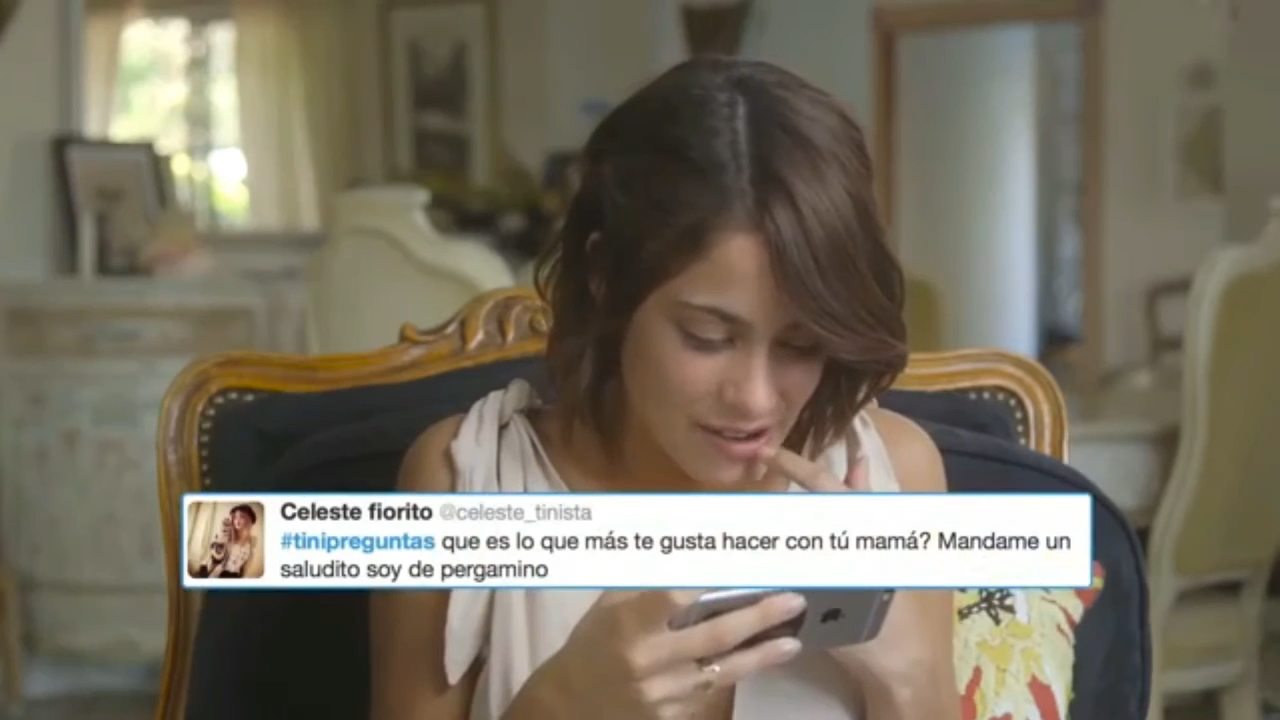 Celeste fiorito @celeste_tinista
#tinipreguntas que es lo que más te gusta hacer con tú mamá? Mandame un
saludito soy de pergamino